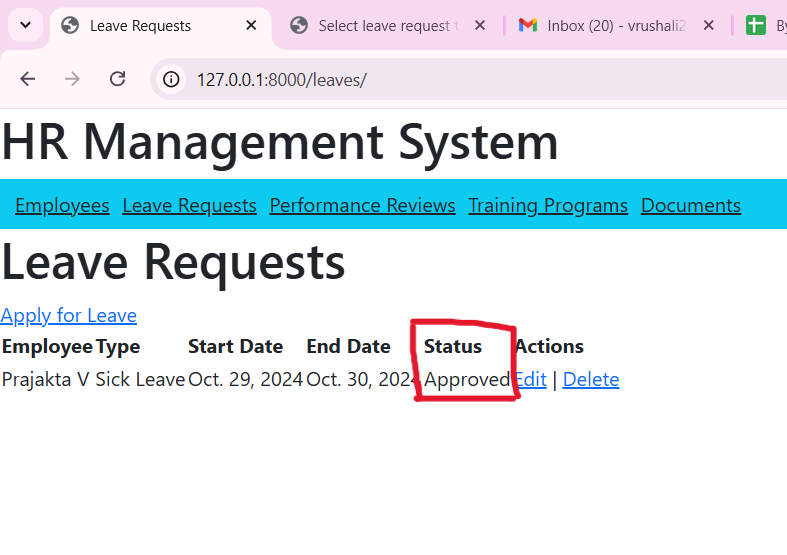 Leave Requests
Select leave request
Inbox (20) - vrushali2
By
127.0.0.1:8000/leaves/
HR Management System
Employees Leave Requests Performance Reviews Training Programs Documents
Leave Requests
Apply for Leave
Employee Type Start Date End Date Status Actions
Prajakta V Sick Leave Oct. 29, 2024 Oct. 30, 2024 Approved Edit | Delete